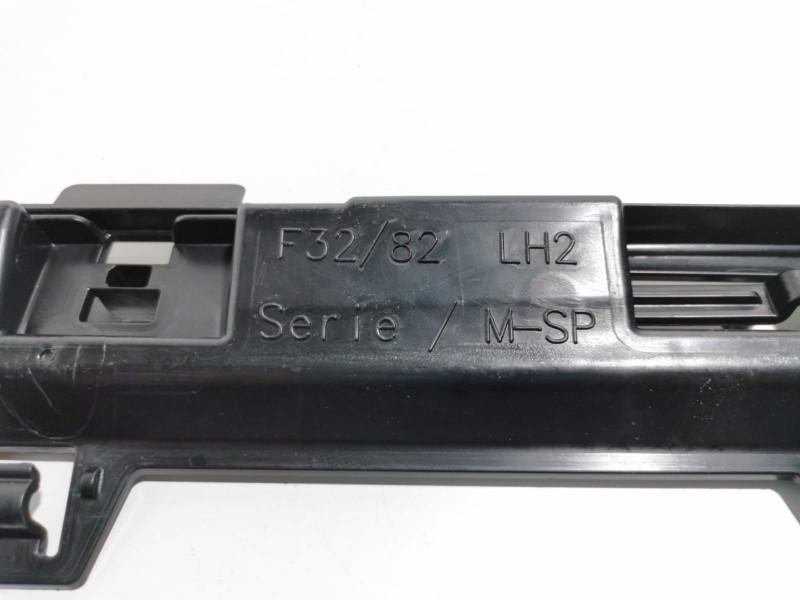 F32/82 LH2
Serie / M-SP